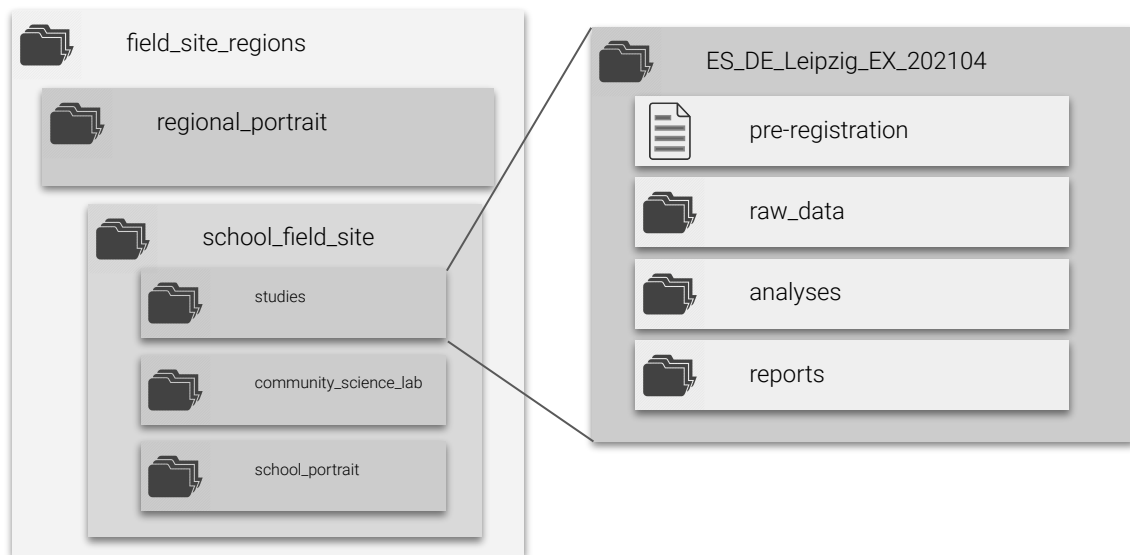 field_site_regions
regional_portrait
school_field_site
studies
community_science_lab
school_portrait
ES_DE_Leipzig_EX_202104
pre-registration
raw_data
analyses
reports